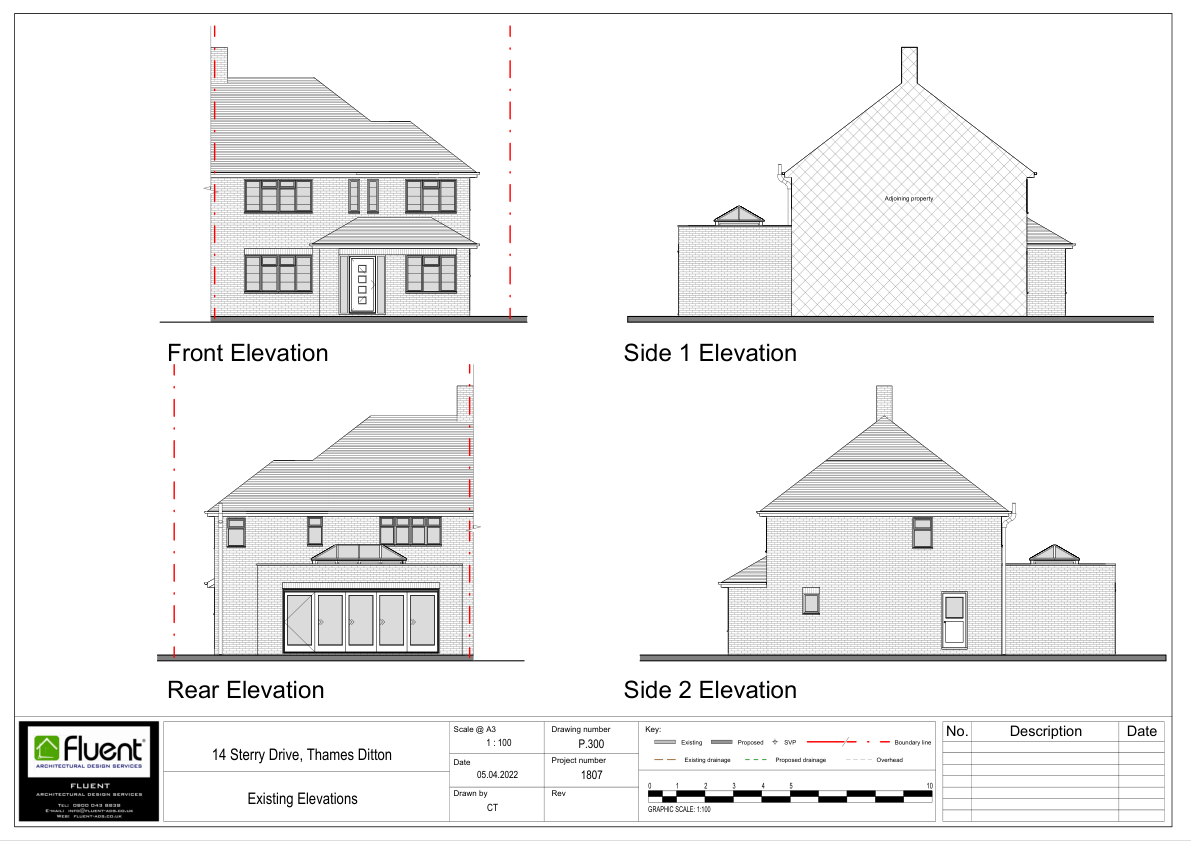 Adjoining property
Front Elevation
Side 1 Elevation
Rear Elevation
Side 2 Elevation
fluent
ARCHITECTURAL DESIGN SERVICES
FLUENT
ARCHITECTURAL DESIGN SERVICES
TEL: 0800 043 8838
E-MAIL: INFO@FLUENT-ADS.CO.UK
WEB: FLUENT-ADS.CO.UK
14 Sterry Drive, Thames Ditton
Existing Elevations
Scale @ A3
1 : 100
Date
05.04.2022
Drawn by
CT
Drawing number
P.300
Project number
1807
Rev
Key:
Existing
Proposed
SVP
Boundary line
Existing drainage
Proposed drainage
Overhead
0 1 2 3 4 5 10
GRAPHIC SCALE: 1:100
No. Description Date